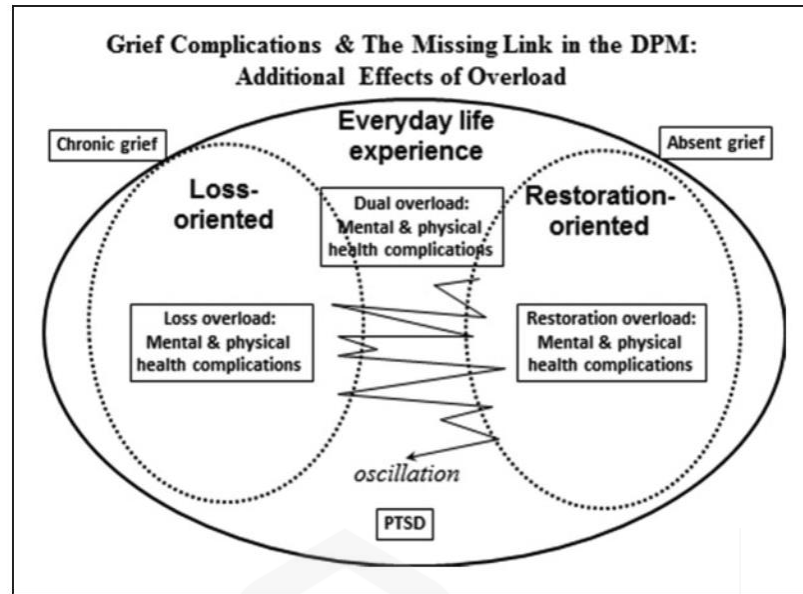 Grief Complications & The Missing Link in the DPM:
Additional Effects of Overload
Everyday life
experience
Chronic grief
Absent grief
Loss-
oriented
Dual overload:
Mental & physical
health complications
Restoration-
oriented
Loss overload:
Mental & physical
health complications
Restoration overload:
Mental & physical
health complications
oscillation
PTSD